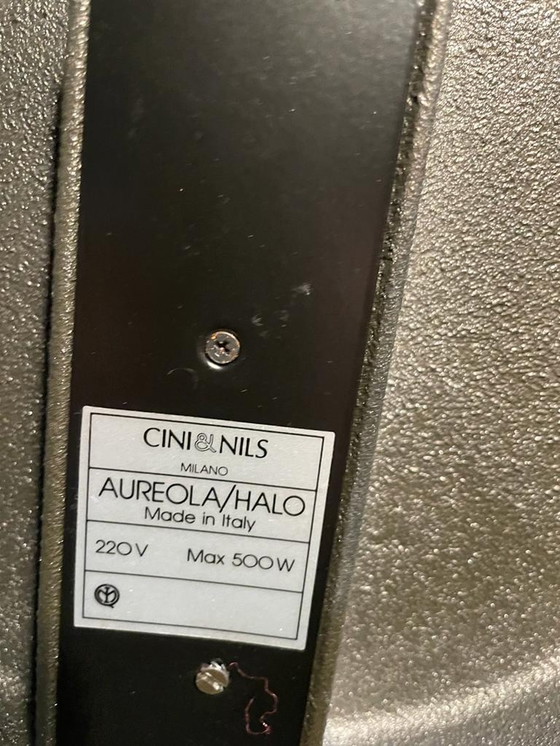 CINI & NILS
MILANO
AUREOLA/HALO
Made in Italy
220V Max 500W